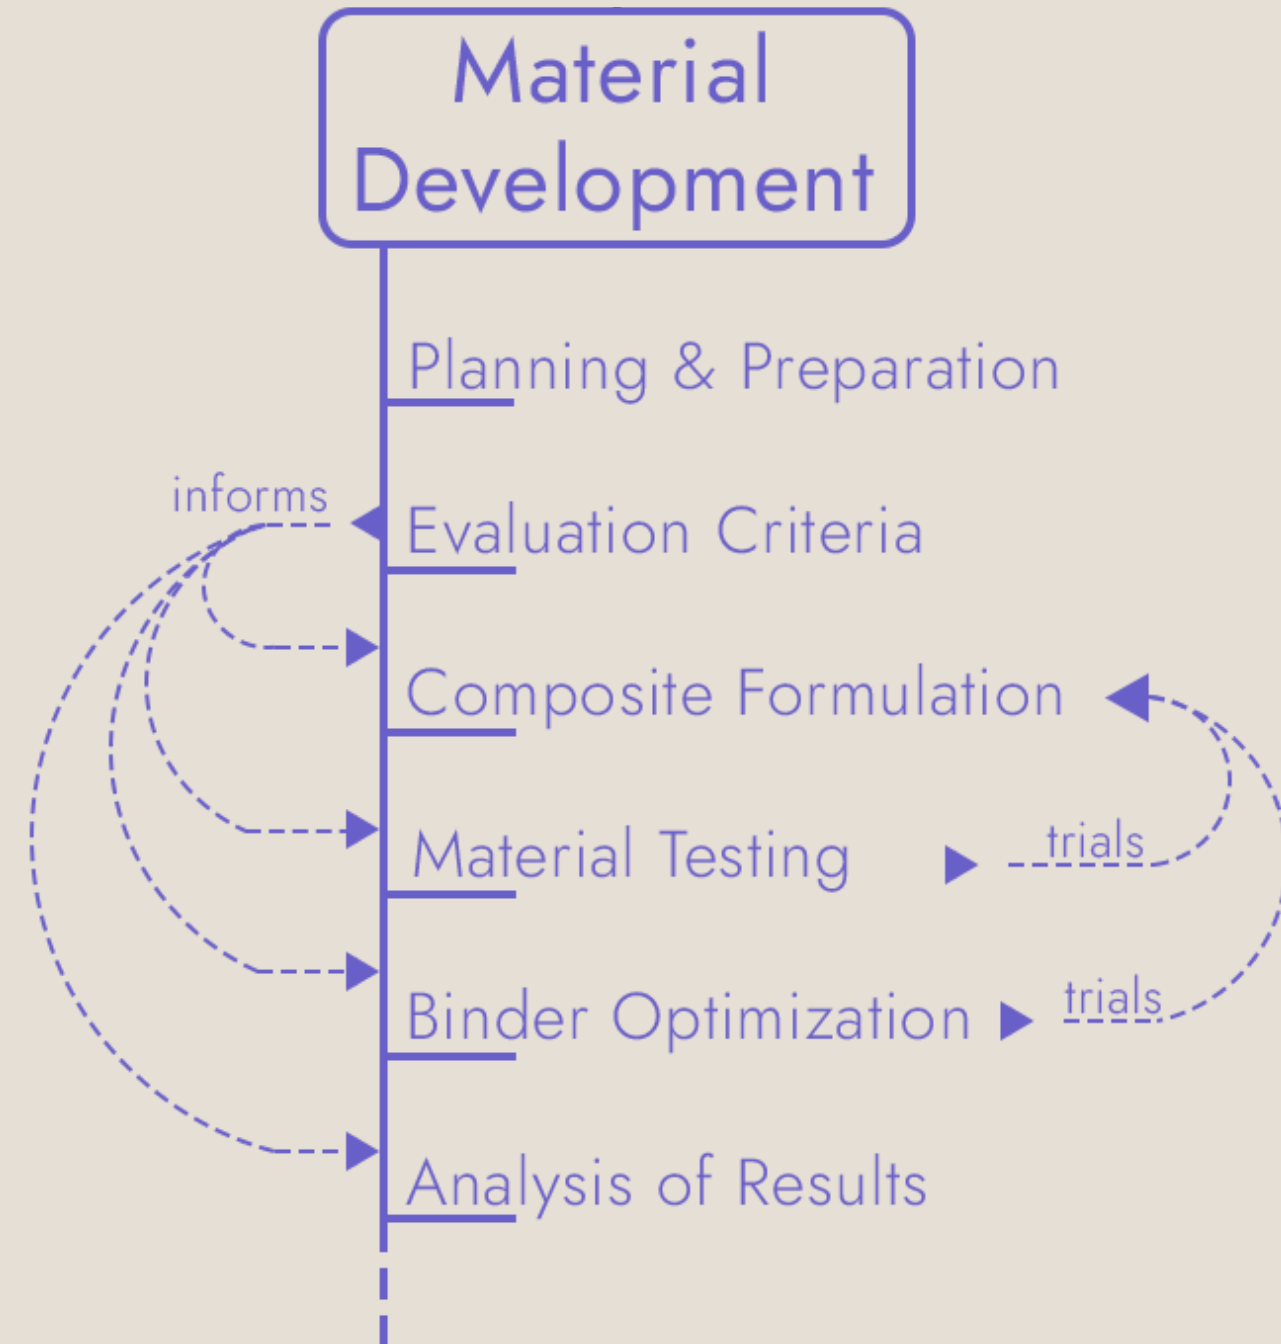 Material
Development
Planning & Preparation
informs
Evaluation Criteria
Composite Formulation
Material Testing
trials
Binder Optimization
trials
Analysis of Results